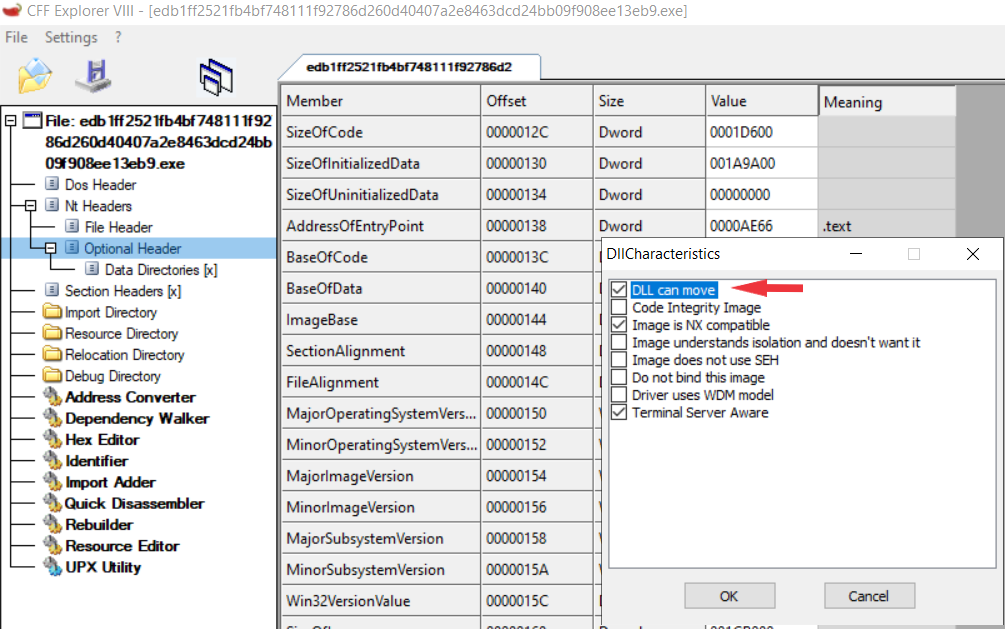 CFF Explorer VIII - [edb1ff2521fb4bf748111f92786d260d40407a2e8463dcd24bb09f908ee13eb9.exe]
File Settings ?
edb1ff2521fb4bf748111f92786d2
File: edb1ff2521fb4bf748111f92
86d260d40407a2e8463dcd24bb
09f908ee13eb9.exe
Dos Header
Nt Headers
File Header
Optional Header
Data Directories [x]
Section Headers [x]
Import Directory
Resource Directory
Relocation Directory
Debug Directory
Address Converter
Dependency Walker
Hex Editor
Identifier
Import Adder
Quick Disassembler
Rebuilder
Resource Editor
UPX Utility
Member Offset Size Value Meaning
SizeOfCode 0000012C Dword 0001D600
SizeOfInitializedData 00000130 Dword 001A9A00
SizeOfUninitializedData 00000134 Dword 00000000
AddressOfEntryPoint 00000138 Dword 0000AE66 .text
BaseOfCode 0000013C
BaseOfData 00000140
ImageBase 00000144
SectionAlignment 00000148
FileAlignment 0000014C
MajorOperatingSystemVers... 00000150
MinorOperatingSystemVers... 00000152
MajorImageVersion 00000154
MinorImageVersion 00000156
MajorSubsystemVersion 00000158
MinorSubsystemVersion 0000015A
Win32VersionValue 0000015C
DllCharacteristics
DLL can move
Code Integrity Image
Image is NX compatible
Image understands isolation and doesn't want it
Image does not use SEH
Do not bind this image
Driver uses WDM model
Terminal Server Aware
OK Cancel